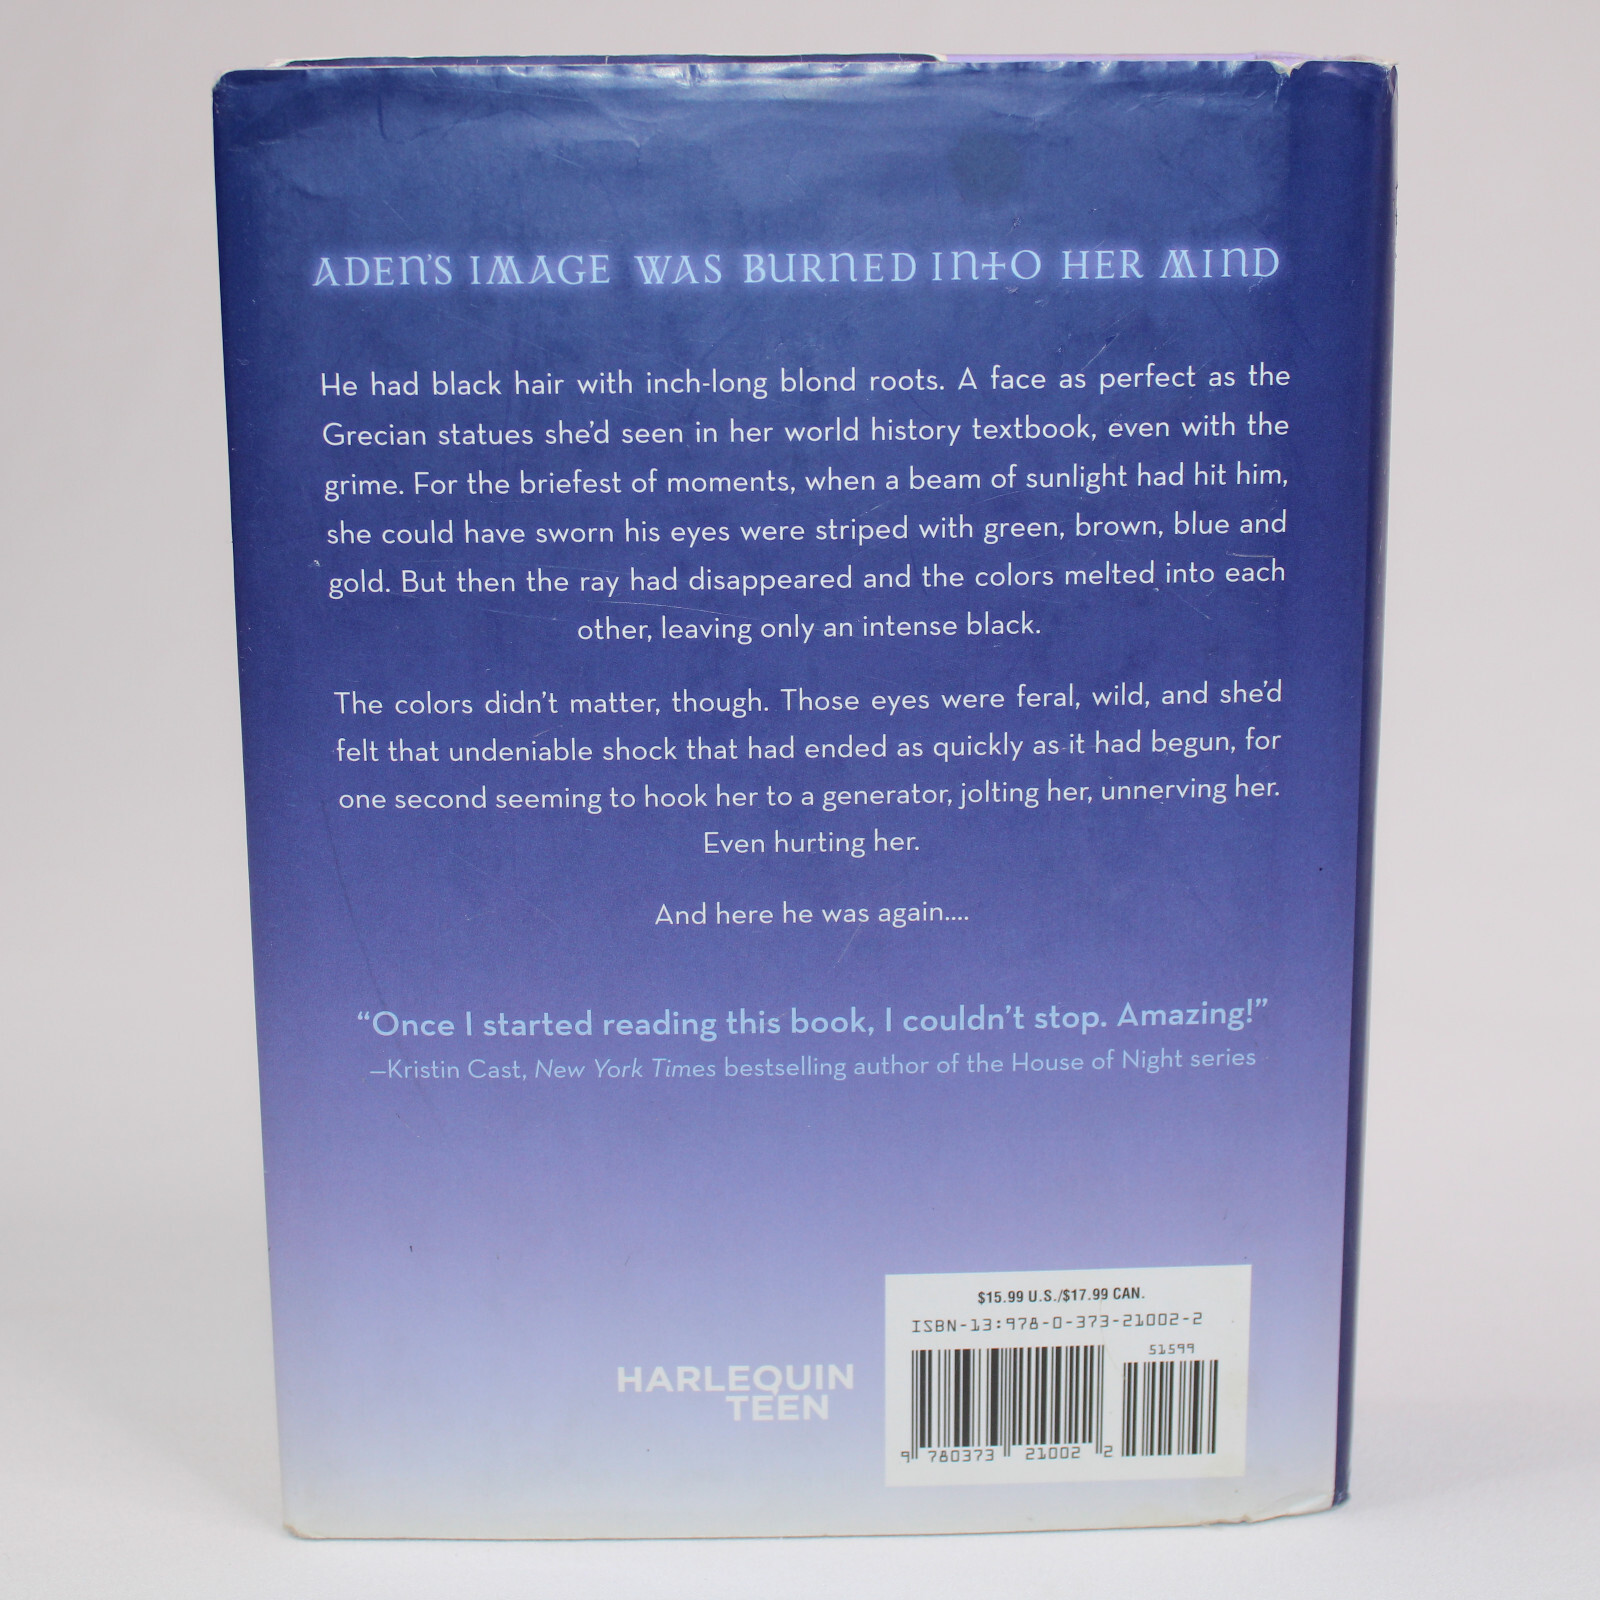 ADEN'S IMAGE WAS BURNED INTO HER MIND
He had black hair with inch-long blond roots. A face as perfect as the
Grecian statues she'd seen in her world history textbook, even with the
grime. For the briefest of moments, when a beam of sunlight had hit him,
she could have sworn his eyes were striped with green, brown, blue and
gold. But then the ray had disappeared and the colors melted into each
other, leaving only an intense black.
The colors didn't matter, though. Those eyes were feral, wild, and she'd
felt that undeniable shock that had ended as quickly as it had begun, for
one second seeming to hook her to a generator, jolting her, unnerving her.
Even hurting her.
And here he was again....
“Once I started reading this book, I couldn't stop. Amazing!”
—Kristin Cast, New York Times bestselling author of the House of Night series
$15.99 U.S./$17.99 CAN.
ISBN-13:978-0-373-21002-2
51599
HARLEQUIN
TEEN
9 780373 21002 2